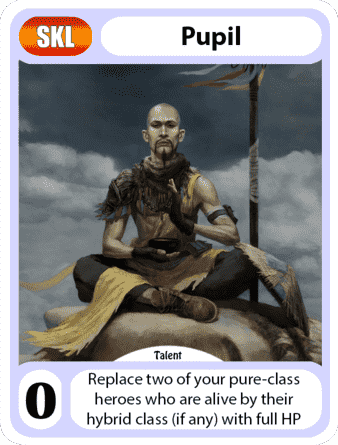 SKL
Pupil
Talent
0
Replace two of your pure-class
heroes who are alive by their
hybrid class (if any) with full HP